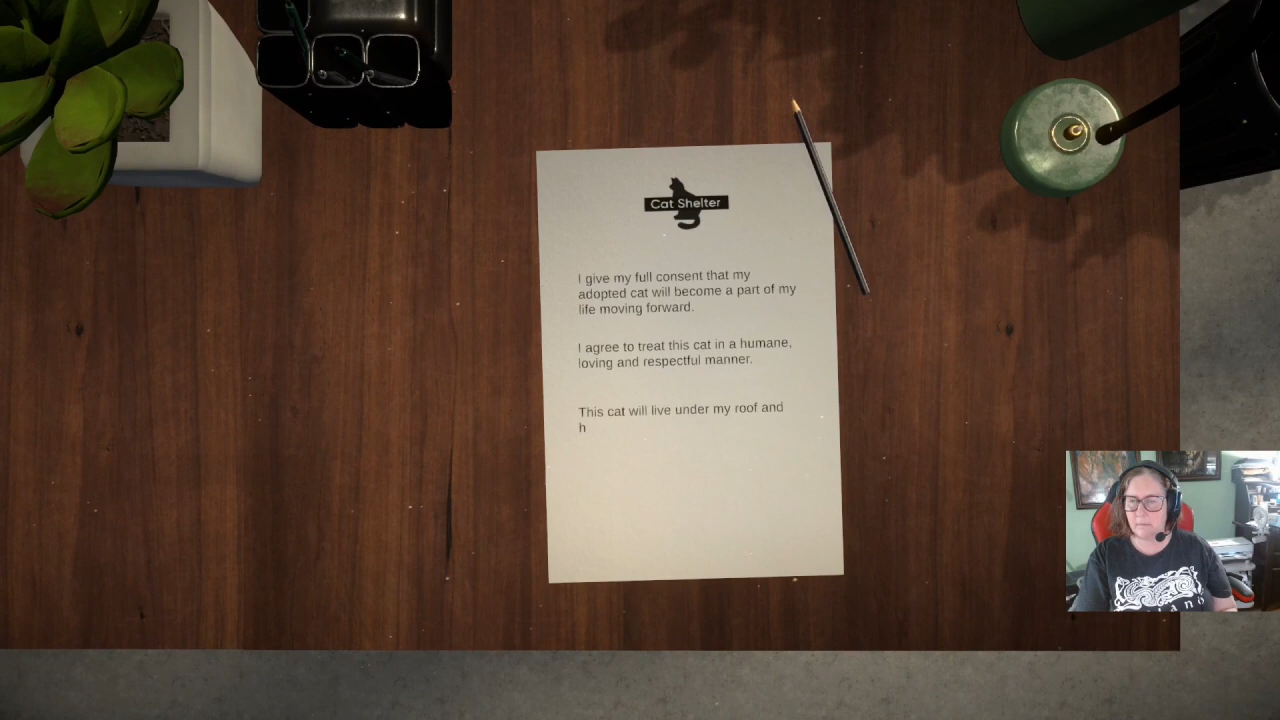 Cat Shelter
I give my full consent that my
adopted cat will become a part of my
life moving forward.
I agree to treat this cat in a humane,
loving and respectful manner.
This cat will live under my roof and
h